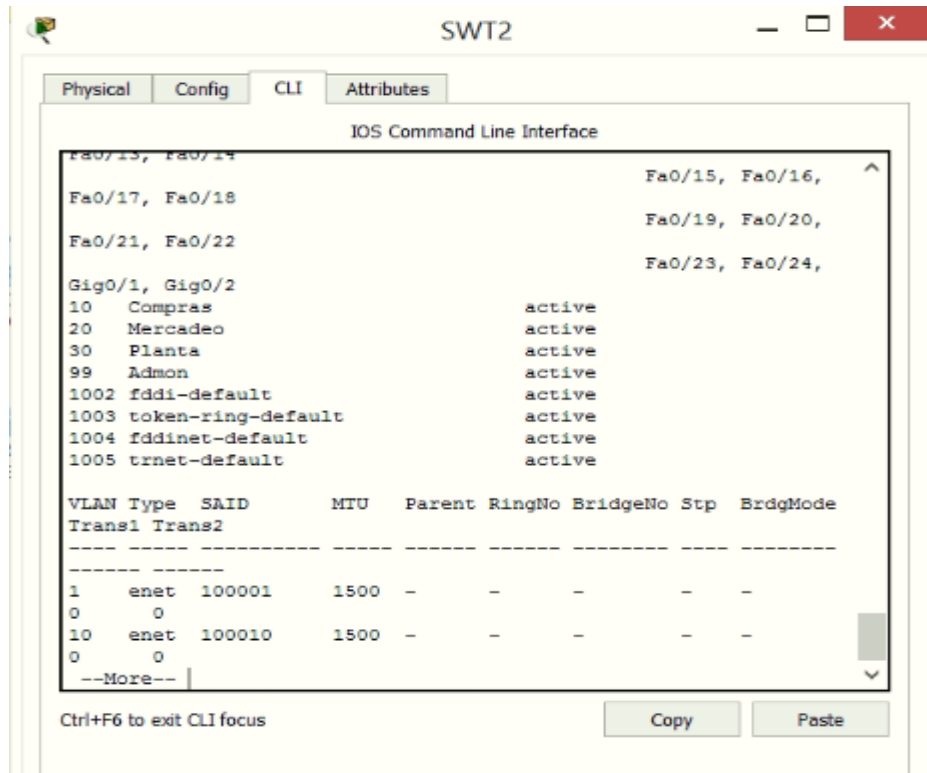 SWT2
Physical Config CLI Attributes
IOS Command Line Interface
Fa0/13, Fa0/14
Fa0/15, Fa0/16,
Fa0/17, Fa0/18
Fa0/19, Fa0/20,
Fa0/21, Fa0/22
Fa0/23, Fa0/24,
Gig0/1, Gig0/2
10 Compras active
20 Mercadeo active
30 Planta active
99 Admon active
1002 fddi-default active
1003 token-ring-default active
1004 fddinet-default active
1005 trnet-default active
VLAN Type SAID MTU Parent RingNo BridgeNo Stp BrdgMode
Trans1 Trans2
---- ----- ---------- ----- ------ ------ -------- ---- --------
------ ------
1 enet 100001 1500 - - - - -
0 0
10 enet 100010 1500 - - - - -
0 0
--More--
Ctrl+F6 to exit CLI focus
Copy Paste